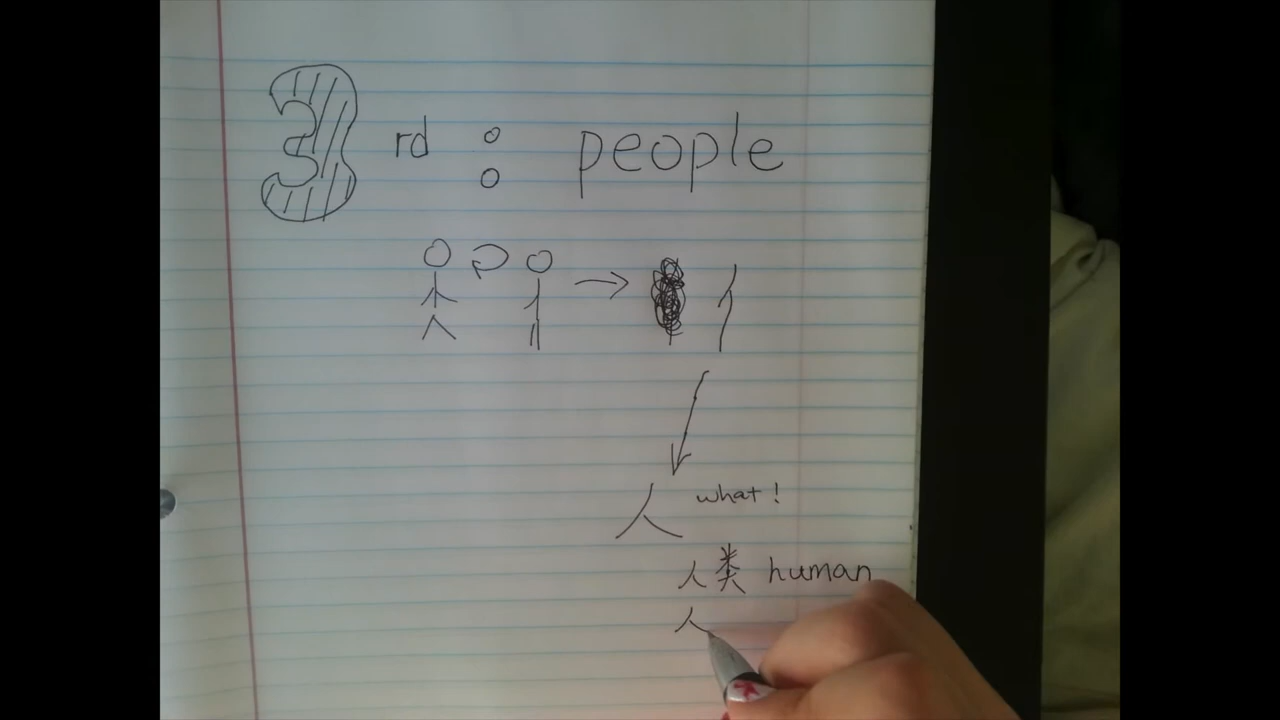 3rd : people
人 what!
人类 human
人